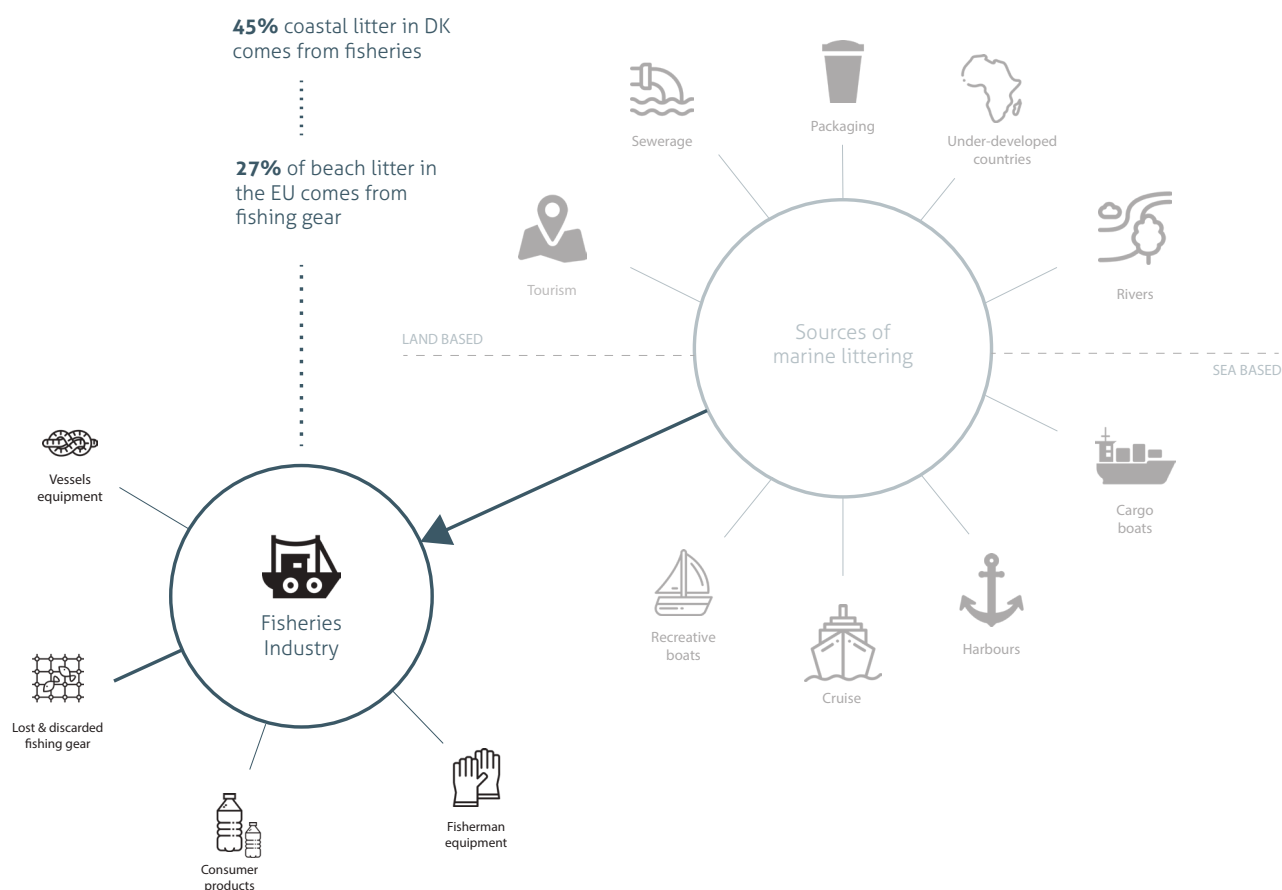 45% coastal litter in DK
comes from fisheries
27% of beach litter in
the EU comes from
fishing gear
Sewerage
Packaging
Under-developed
countries
Tourism
Rivers
LAND BASED
Sources of
marine littering
SEA BASED
Cargo
boats
Recreative
boats
Cruise
Harbours
Vessels
equipment
Fisheries
Industry
Lost & discarded
fishing gear
Consumer
products
Fisherman
equipment